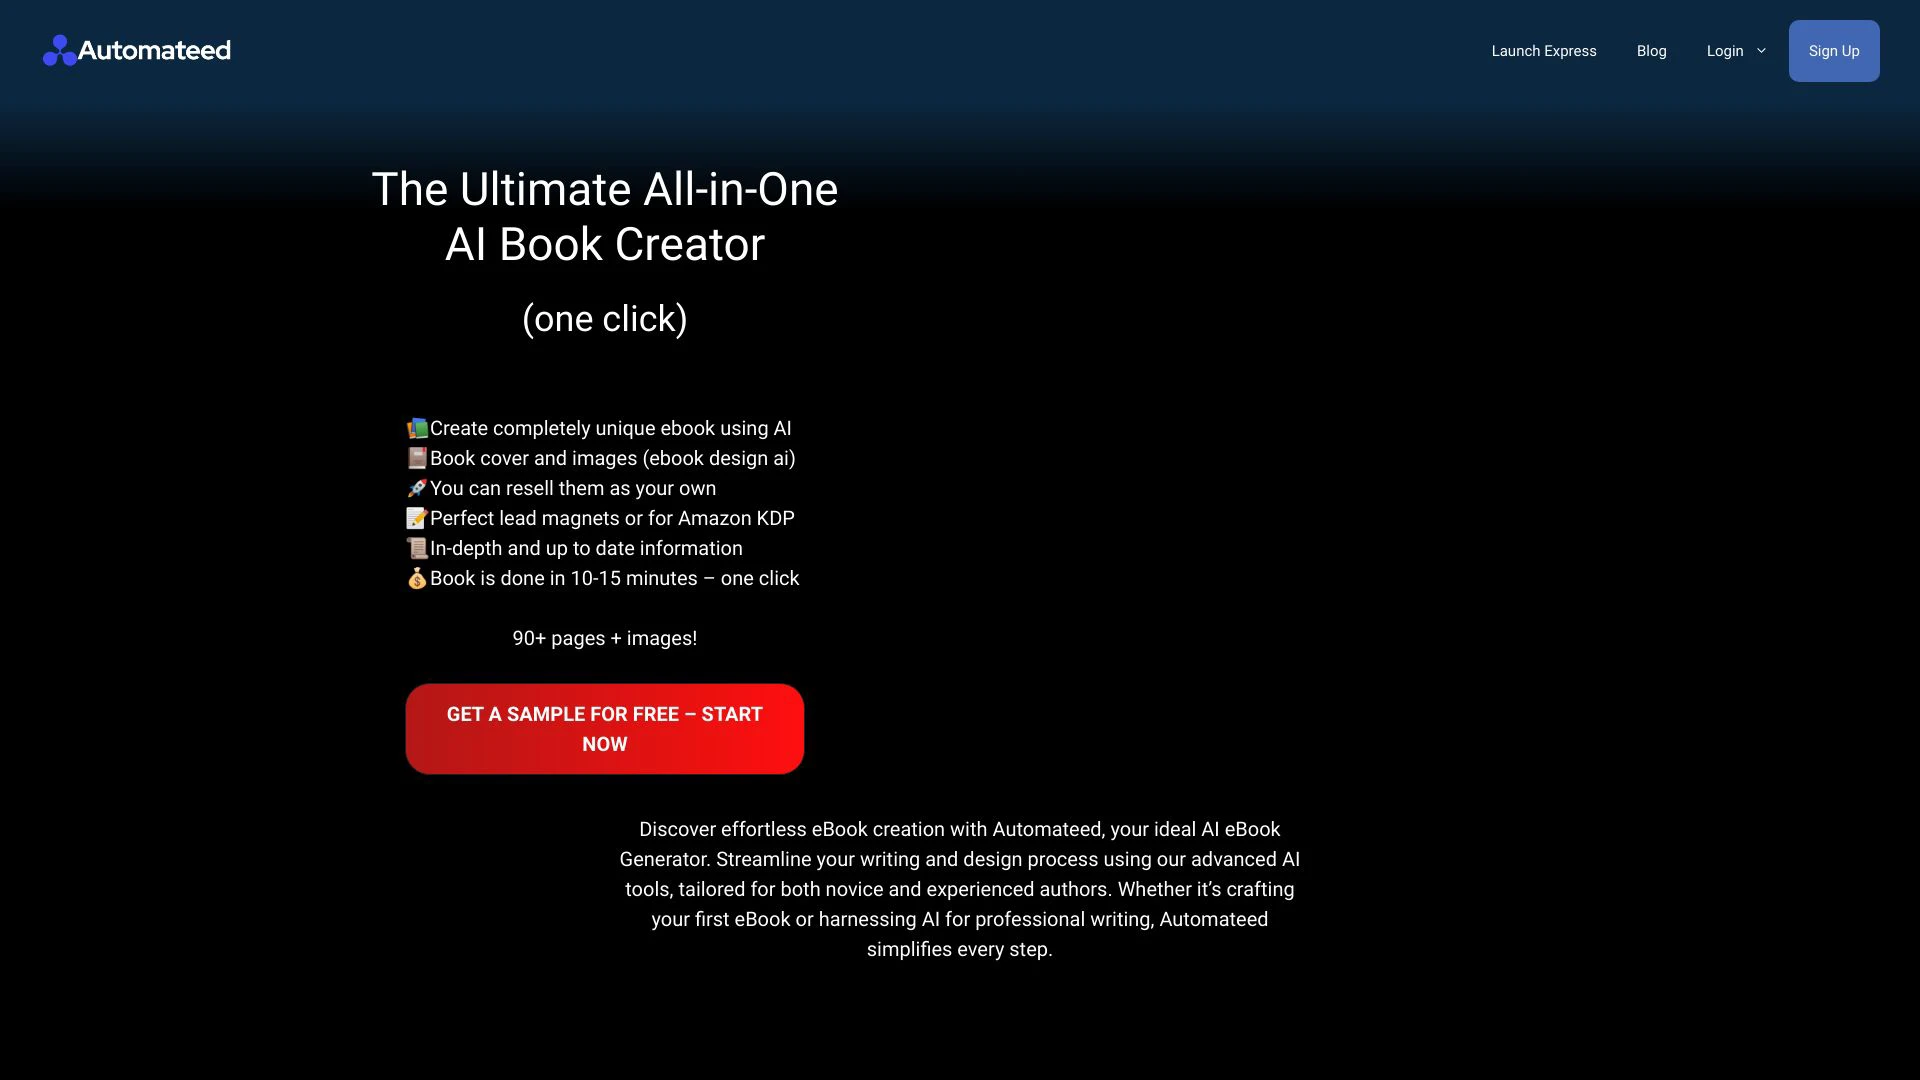 Automateed
Launch Express
Blog
Login
Sign Up
The Ultimate All-in-One
AI Book Creator
(one click)
Create completely unique ebook using AI
Book cover and images (ebook design ai)
You can resell them as your own
Perfect lead magnets or for Amazon KDP
In-depth and up to date information
Book is done in 10-15 minutes – one click
90+ pages + images!
GET A SAMPLE FOR FREE – START
NOW
Discover effortless eBook creation with Automateed, your ideal AI eBook
Generator. Streamline your writing and design process using our advanced AI
tools, tailored for both novice and experienced authors. Whether it’s crafting
your first eBook or harnessing AI for professional writing, Automateed
simplifies every step.